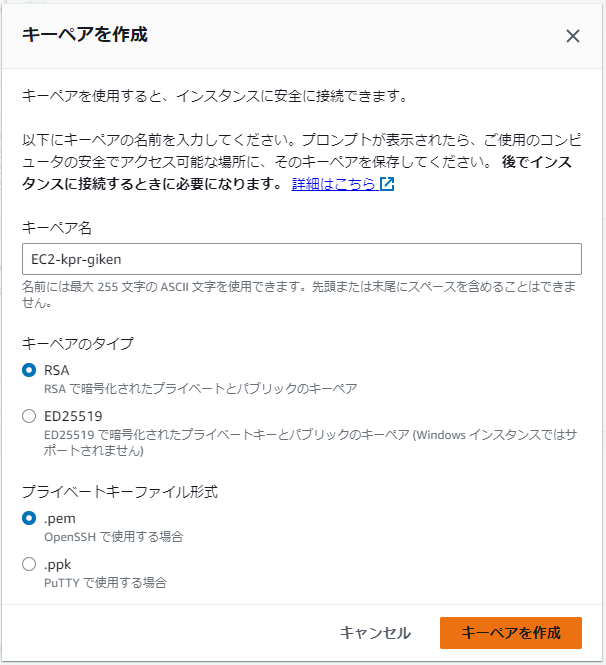 キーペアを作成
キーペアを使用すると、インスタンスに安全に接続できます。
以下にキーペアの名前を入力してください。プロンプトが表示されたら、ご使用のコンピ
ュータの安全でアクセス可能な場所に、そのキーペアを保存してください。 後でインス
タンスに接続するときに必要になります。 詳細はこちら
キーペア名
EC2-kpr-giken
名前には最大 255 文字の ASCII 文字を使用できます。先頭または末尾にスペースを含めることはできま
せん。
キーペアのタイプ
RSA
RSA で暗号化されたプライベートとパブリックのキーペア
ED25519
ED25519 で暗号化されたプライベートキーとパブリックのキーペア (Windows インスタンスではサ
ポートされません)
プライベートキーファイル形式
.pem
OpenSSH で使用する場合
.ppk
PuTTY で使用する場合
キャンセル
キーペアを作成